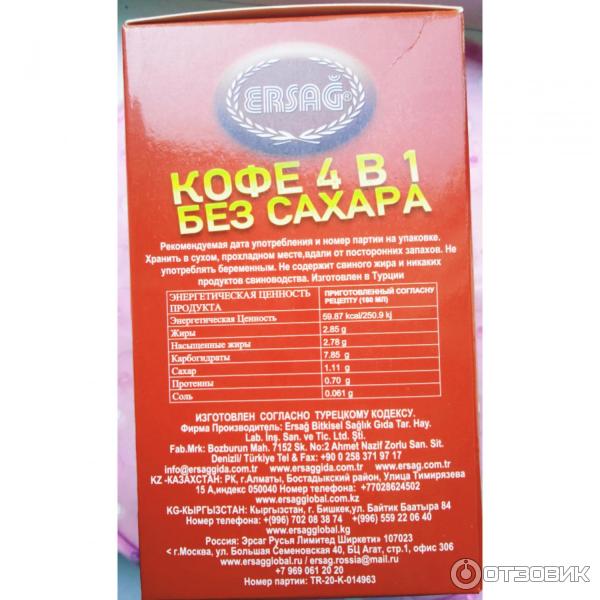 ERSAĞ®
КОФЕ 4 В 1
БЕЗ САХАРА
Рекомендуемая дата употребления и номер партии на упаковке.
Хранить в сухом, прохладном месте,вдали от посторонних запахов. Не
употреблять беременным. Не содержит свиного жира и никаких
продуктов свиноводства. Изготовлен в Турции
ЭНЕРГЕТИЧЕСКАЯ ЦЕННОСТЬ ПРОДУКТА ПРИГОТОВЛЕННЫЙ СОГЛАСНУ РЕЦЕПТУ (180 МЛ)
Энергетическая Ценность 59.87 kcal/250.9 kj
Жиры 2.85 g
Насыщенные жиры 2.78 g
Карбогидраты 7.85 g
Сахар 1.11 g
Протеины 0.70 g
Соль 0.061 g
ИЗГОТОВЛЕН СОГЛАСНО ТУРЕЦКОМУ КОДЕКСУ.
Фирма Производитель: Ersağ Bitkisel Sağlık Gıda Tar. Hay.
Lab. İnş. San. ve Tic. Ltd. Şti.
Fab.Mrk: Bozburun Mah. 7152 Sk. No:2 Ahmet Nazif Zorlu San. Sit.
Denizli/ Türkiye Tel & Fax: +90 0 258 371 97 17
info@ersaggida.com.tr www.ersaggida.com.tr www.ersag.com.tr
KZ -КАЗАХСТАН: РК, г.Алматы, Бостадыкский район, Улица Тимирязева
15 А,индекс 050040 Номер телефона: +77028624502
www.ersagglobal.com.kz
KG-КЫРГЫЗСТАН: Кыргызстан, г. Бишкек,ул. Байтик Баатыра 84
Номер телефона: +(996) 702 08 38 74 +(996) 559 22 06 40
www.ersagglobal.kg
Россия: Эрсаг Русья Лимитед Ширкети» 107023
< г.Москва, ул. Большая Семеновская 40, БЦ Агат, стр.1, офис 306
www.ersagglobal.ru / ersag.russia@mail.ru
+7 969 061 20 20
Номер партии: TR-20-K-014963
ОТЗОВИК